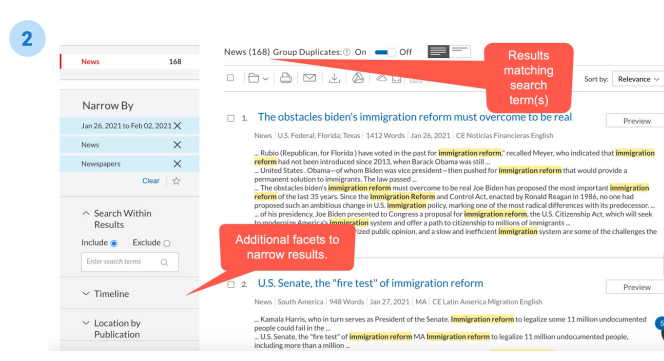 2
News (168) Group Duplicates: On Off
Results
matching
search
term(s)
News 168
Sort by: Relevance
Narrow By
Jan 26, 2021 to Feb 02, 2021 X
News X
Newspapers X
Clear
Search Within
Results
Include Exclude
Enter search terms
Additional facets to
narrow results.
Timeline
Location by
Publication
1. The obstacles biden's immigration reform must overcome to be real
Preview
News | U.S. Federal; Florida; Texas | 1412 Words | Jan 26, 2021 | CE Noticias Financieras English
... Rubio (Republican, for Florida ) have voted in the past for immigration reform," recalled Meyer, who indicated that immigration
reform had not been introduced since 2013, when Barack Obama was still ...
... United States . Obama—of whom Biden was vice president—then pushed for immigration reform that would provide a
permanent solution to immigrants. The law passed ...
... The obstacles biden's immigration reform must overcome to be real Joe Biden has proposed the most important immigration
reform of the last 35 years. Since the Immigration Reform and Control Act, enacted by Ronald Reagan in 1986, no one had
proposed such an ambitious change in U.S. immigration policy, marking one of the most radical differences with its predecessor. ...
... of his presidency, Joe Biden presented to Congress a proposal for immigration reform, the U.S. Citizenship Act, which will seek
to modernize America's immigration system and offer a path to citizenship to millions of immigrants ...
rized public opinion, and a slow and inefficient immigration system are some of the challenges the
2. U.S. Senate, the "fire test" of immigration reform
Preview
News | South America | 948 Words | Jan 27, 2021 | MA | CE Latin America Migration English
... Kamala Harris, who in turn serves as President of the Senate. Immigration reform to legalize some 11 million undocumented
people could fail in the ...
... U.S. Senate, the "fire test" of immigration reform MA Immigration reform to legalize 11 million undocumented people,
including more than a million ...